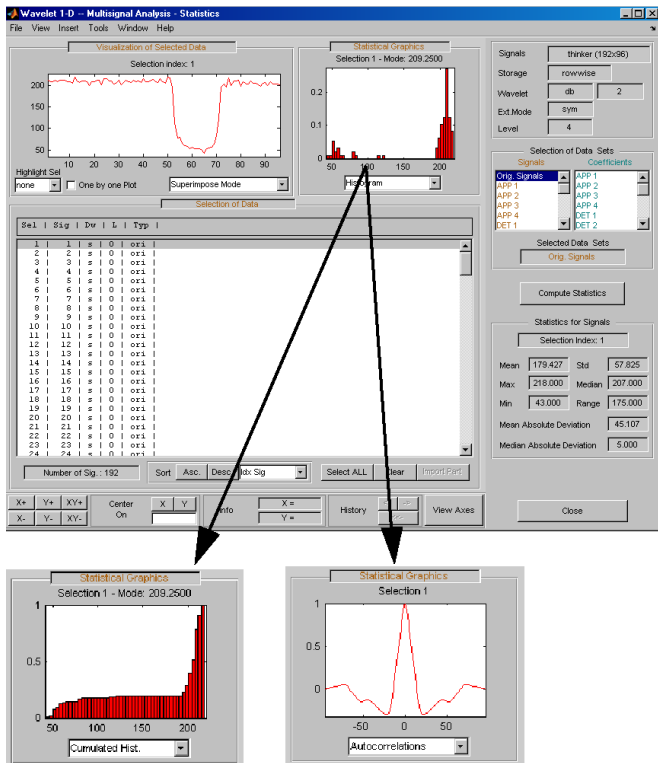 Wavelet 1-D -- Multisignal Analysis - Statistics
File View Insert Tools Window Help
Visualization of Selected Data
Selection index: 1
200
150
100
50
10 20 30 40 50 60 70 80 90
Highlight Sel
none
One by one Plot
Superimpose Mode
Statistical Graphics
Selection 1 - Mode: 209.2500
0.2
0.1
0
50 100 150 200
Histogram
Signals thinker (192x96)
Storage rowwise
Wavelet db 2
Ext.Mode sym
Level 4
Selection of Data Sets
Signals Coefficients
Orig. Signals APP 1
APP 1 APP 2
APP 2 APP 3
APP 3 APP 4
APP 4 DET 1
DET 1 DET 2
Selected Data Sets
Orig. Signals
Compute Statistics
Statistics for Signals
Selection Index: 1
Mean 179.427 Std 57.825
Max 218.000 Median 207.000
Min 43.000 Range 175.000
Mean Absolute Deviation 45.107
Median Absolute Deviation 5.000
Close
Selection of Data
Sel | Sig | Dw | L | Typ |
1 | 1 | s | 0 | ori |
2 | 2 | s | 0 | ori |
3 | 3 | s | 0 | ori |
4 | 4 | s | 0 | ori |
5 | 5 | s | 0 | ori |
6 | 6 | s | 0 | ori |
7 | 7 | s | 0 | ori |
8 | 8 | s | 0 | ori |
9 | 9 | s | 0 | ori |
10 | 10 | s | 0 | ori |
11 | 11 | s | 0 | ori |
12 | 12 | s | 0 | ori |
13 | 13 | s | 0 | ori |
14 | 14 | s | 0 | ori |
15 | 15 | s | 0 | ori |
16 | 16 | s | 0 | ori |
17 | 17 | s | 0 | ori |
18 | 18 | s | 0 | ori |
19 | 19 | s | 0 | ori |
20 | 20 | s | 0 | ori |
21 | 21 | s | 0 | ori |
22 | 22 | s | 0 | ori |
23 | 23 | s | 0 | ori |
24 | 24 | s | 0 | ori |
Number of Sig. : 192
Sort Asc. Desc. Idx Sig
Select ALL Clear Import Part.
X+ Y+ XY+
X- Y- XY-
Center On X Y
Info X =
Y =
History
View Axes
Statistical Graphics
Selection 1 - Mode: 209.2500
1
0.5
0
50 100 150 200
Cumulated Hist.
Statistical Graphics
Selection 1
1
0.5
0
-50 0 50
Autocorrelations